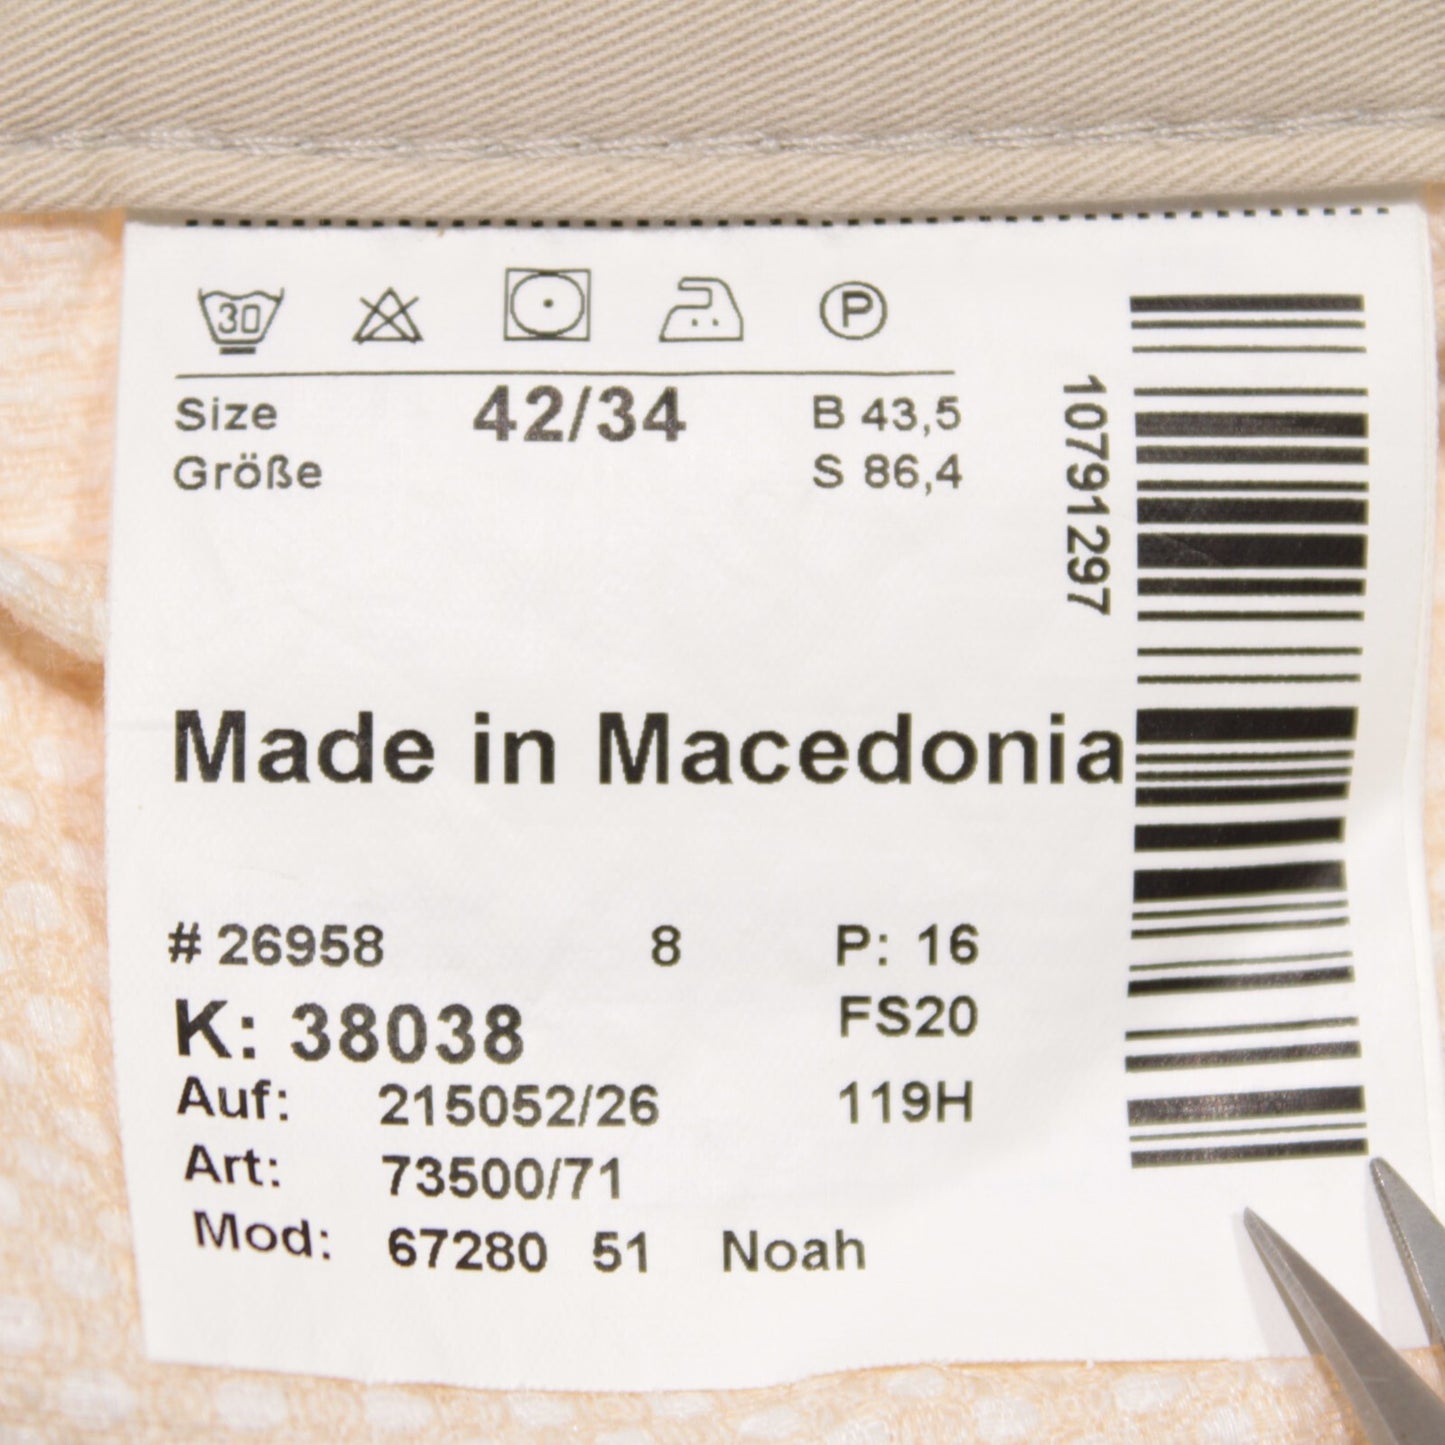 30 P
Size 42/34 B 43,5
Größe S 86,4
10791297
Made in Macedonia
# 26958 8 P: 16
K: 38038 FS20
Auf: 215052/26 119H
Art: 73500/71
Mod: 67280 51 Noah